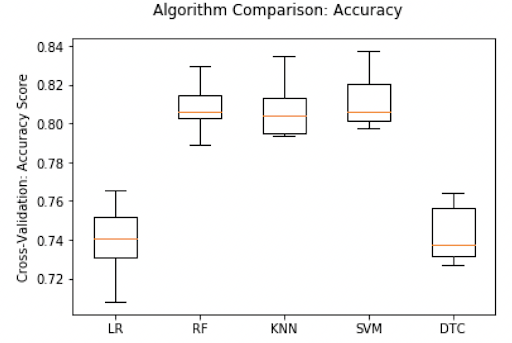 Algorithm Comparison: Accuracy
Cross-Validation: Accuracy Score
0.84
0.82
0.80
0.78
0.76
0.74
0.72
LR RF KNN SVM DTC